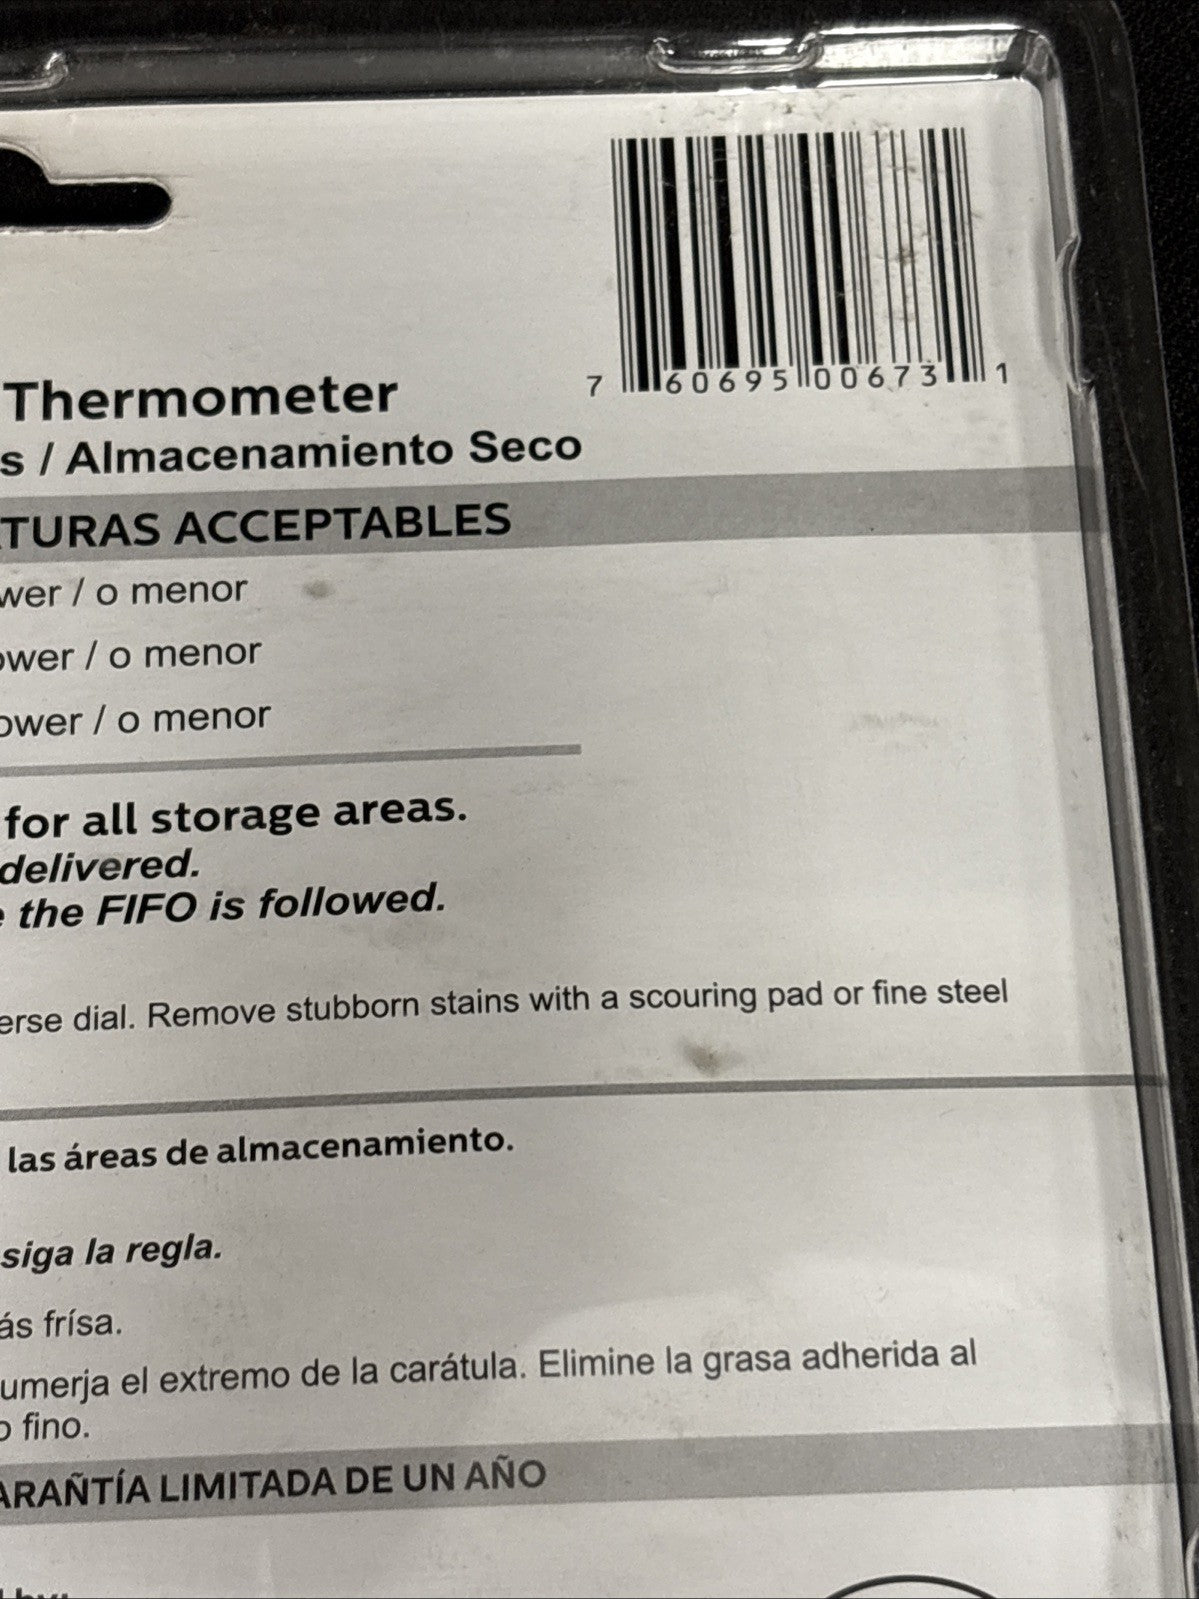 7 60695 00673 1
Thermometer
s / Almacenamiento Seco
TURAS ACCEPTABLES
wer / o menor
ower / o menor
ower / o menor
for all storage areas.
delivered.
the FIFO is followed.
erse dial. Remove stubborn stains with a scouring pad or fine steel
las áreas de almacenamiento.
siga la regla.
ás frísa.
umerja el extremo de la carátula. Elimine la grasa adherida al
o fino.
ARAÑTÍA LIMITADA DE UN AÑO